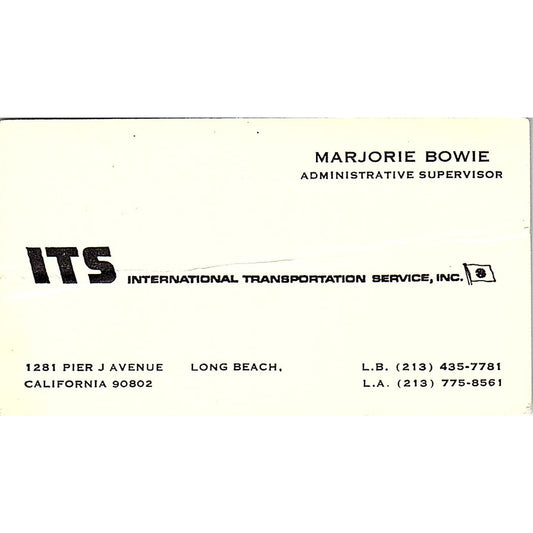 MARJORIE BOWIE
ADMINISTRATIVE SUPERVISOR
ITS INTERNATIONAL TRANSPORTATION SERVICE, INC.
1281 PIER J AVENUE LONG BEACH, L.B. (213) 435-7781
CALIFORNIA 90802 L.A. (213) 775-8561